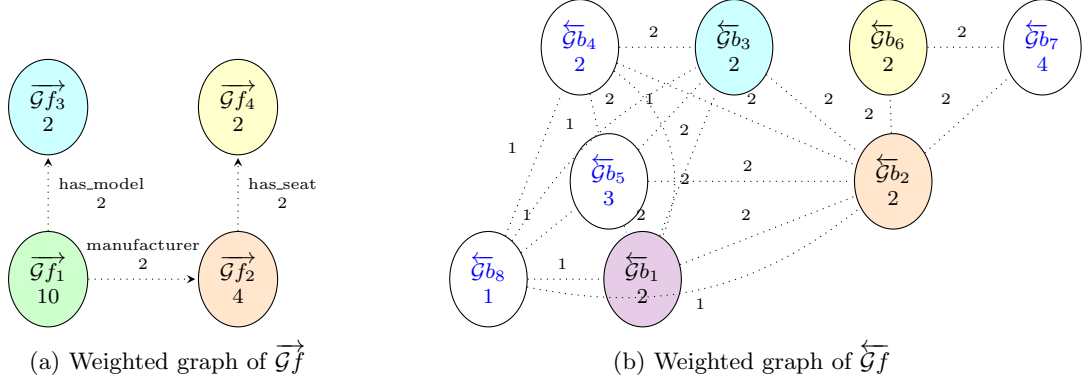 𝒢f₃→
2
𝒢f₄→
2
has_model
2
has_seat
2
𝒢f₁→
10
manufacturer
2
𝒢f₂→
4
(a) Weighted graph of 𝒢f→
𝒢b₄←
2
2
𝒢b₃←
2
𝒢b₆←
2
2
𝒢b₇←
4
2
1
2
2
2
2
1
2
1
𝒢b₅←
3
2
2
𝒢b₂←
2
1
2
2
𝒢b₈←
1
1
𝒢b₁←
2
1
(b) Weighted graph of 𝒢f←